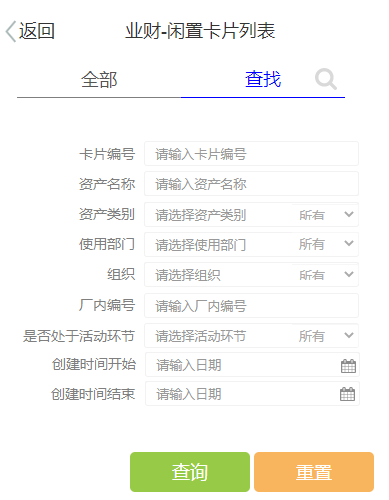 返回 业财-闲置卡片列表
全部 查找
卡片编号 请输入卡片编号
资产名称 请输入资产名称
资产类别 请选择资产类别 所有
使用部门 请选择使用部门 所有
组织 请选择组织 所有
厂内编号 请输入厂内编号
是否处于活动环节 请选择活动环节 所有
创建时间开始 请输入日期
创建时间结束 请输入日期
查询 重置